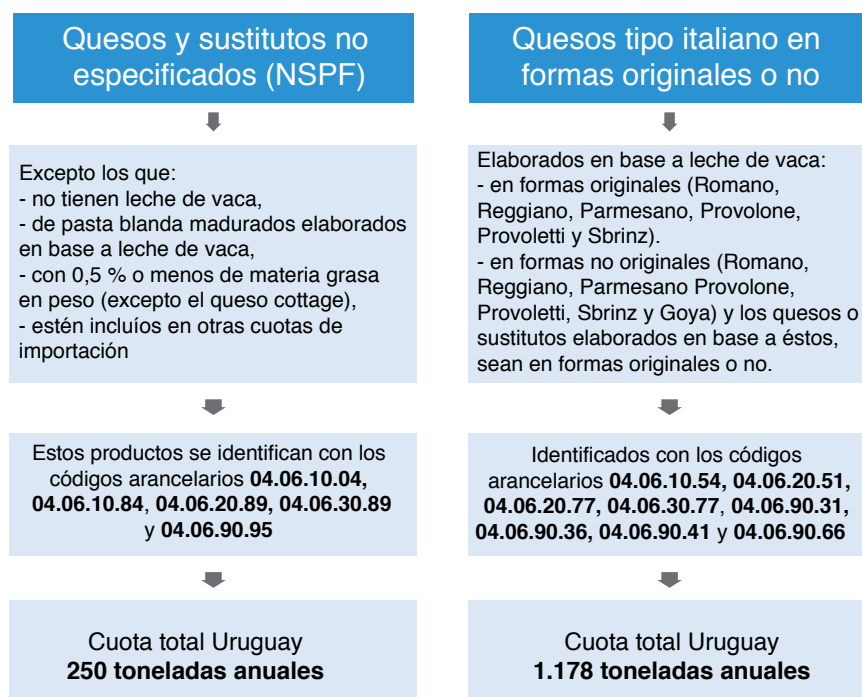 Quesos y sustitutos no
especificados (NSPF)
Excepto los que:
- no tienen leche de vaca,
- de pasta blanda madurados elaborados
en base a leche de vaca,
- con 0,5 % o menos de materia grasa
en peso (excepto el queso cottage),
- estén incluíos en otras cuotas de
importación
Estos productos se identifican con los
códigos arancelarios 04.06.10.04,
04.06.10.84, 04.06.20.89, 04.06.30.89
y 04.06.90.95
Cuota total Uruguay
250 toneladas anuales
Quesos tipo italiano en
formas originales o no
Elaborados en base a leche de vaca:
- en formas originales (Romano,
Reggiano, Parmesano, Provolone,
Provoletti y Sbrinz).
- en formas no originales (Romano,
Reggiano, Parmesano Provolone,
Provoletti, Sbrinz y Goya) y los quesos o
sustitutos elaborados en base a éstos,
sean en formas originales o no.
Identificados con los códigos
arancelarios 04.06.10.54, 04.06.20.51,
04.06.20.77, 04.06.30.77, 04.06.90.31,
04.06.90.36, 04.06.90.41 y 04.06.90.66
Cuota total Uruguay
1.178 toneladas anuales